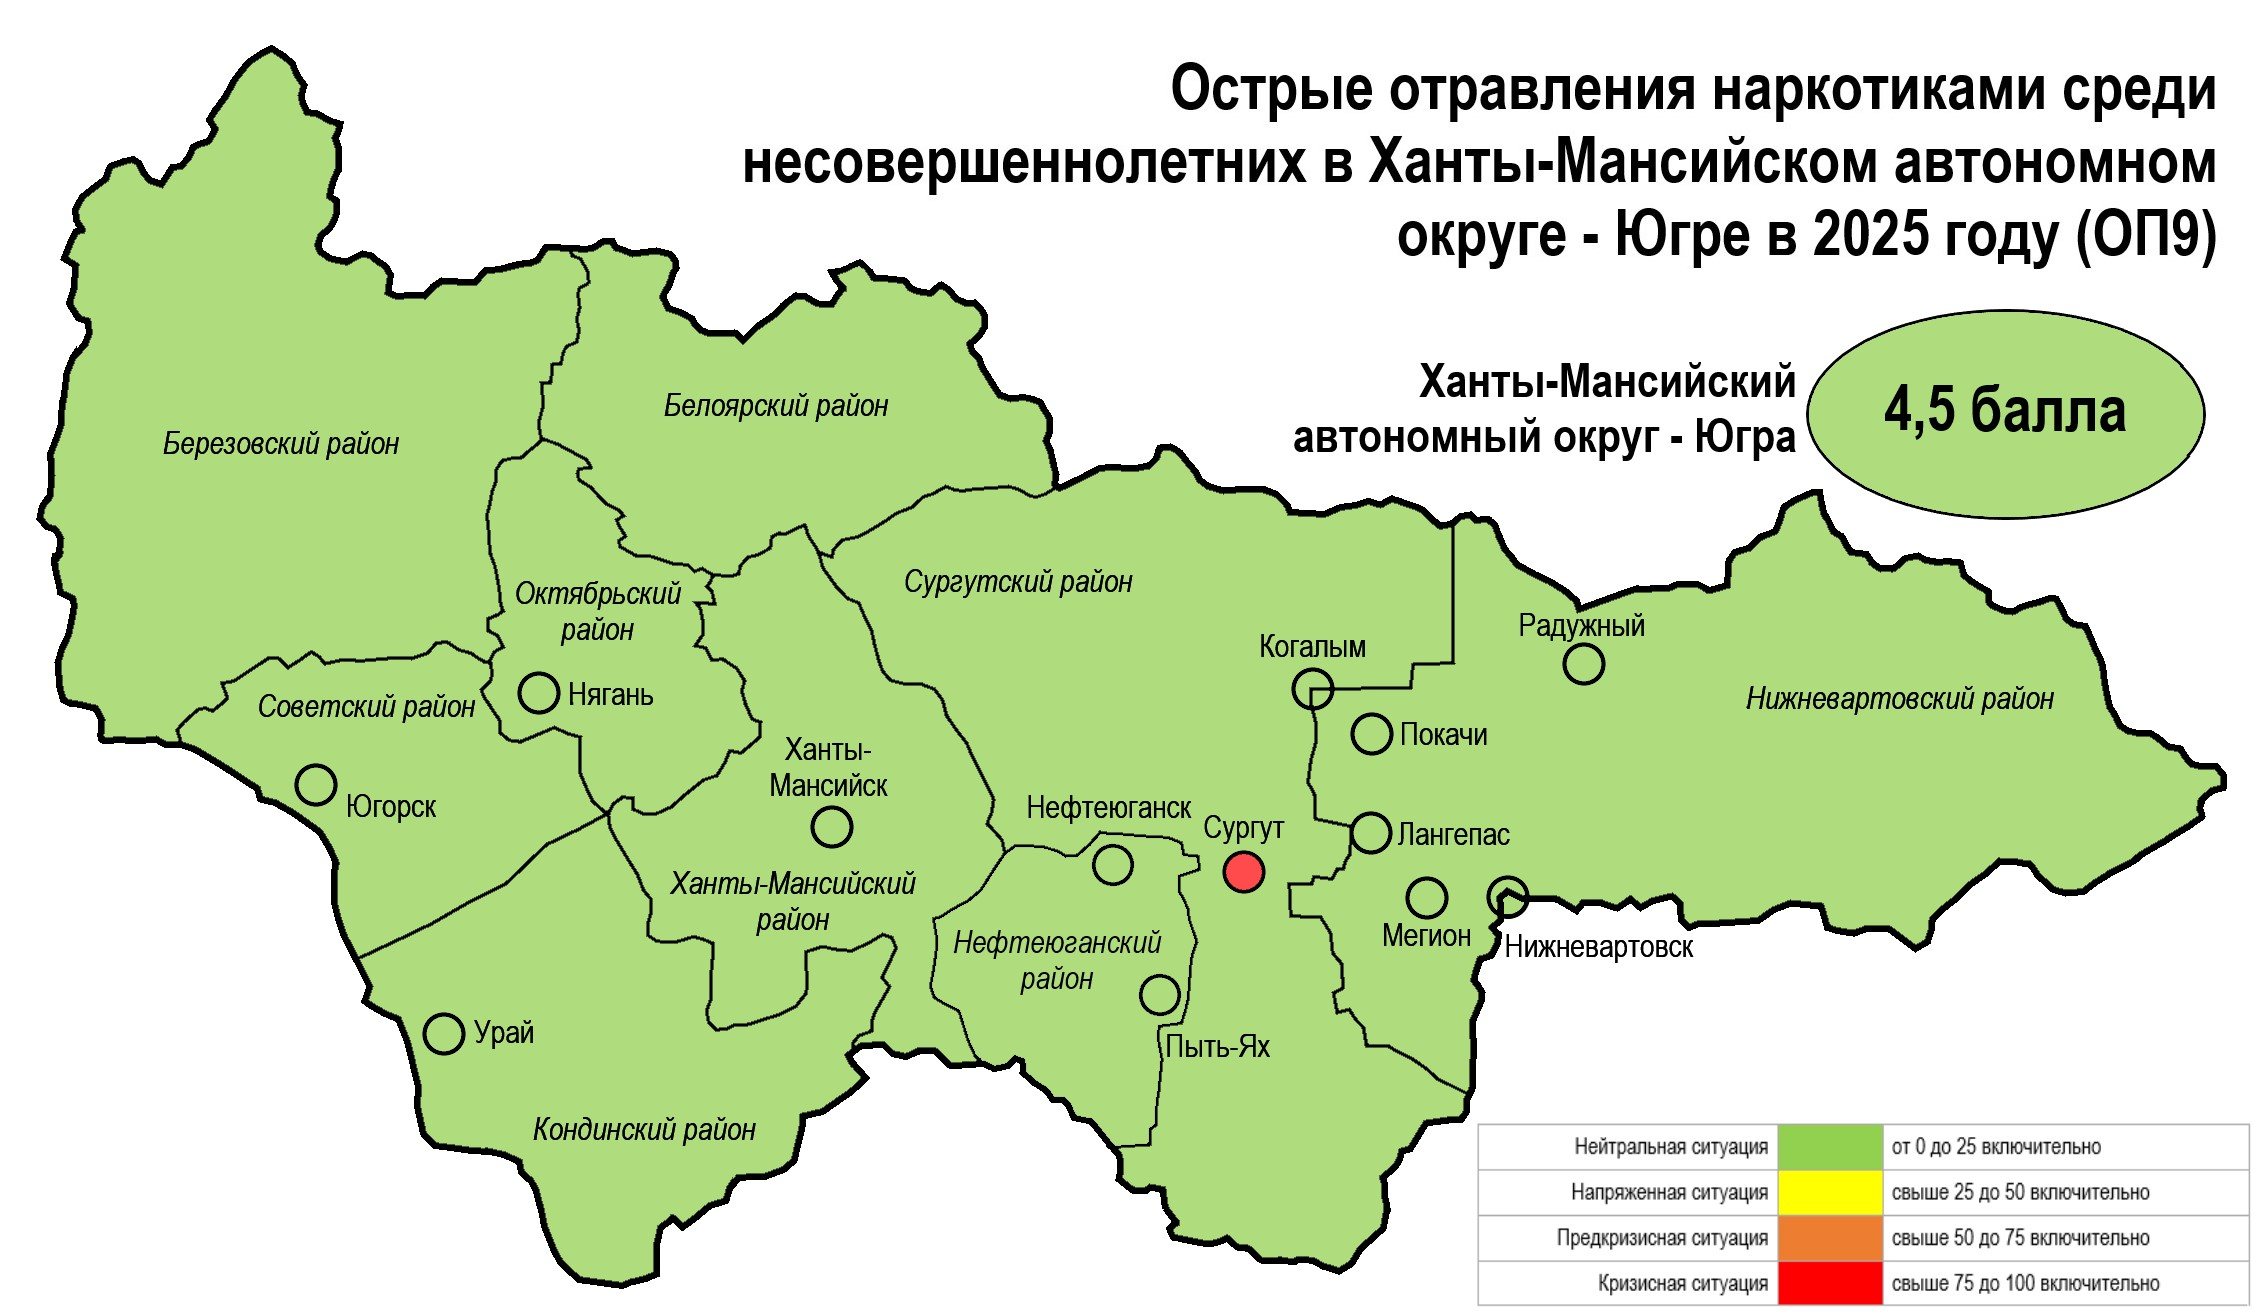 Острые отравления наркотиками среди
несовершеннолетних в Ханты-Мансийском автономном
округе - Югре в 2025 году (ОП9)
Ханты-Мансийский
автономный округ - Югра
4,5 балла
Белоярский район
Березовский район
Сургутский район
Октябрьский
район
Радужный
Когалым
Нягань
Нижневартовский район
Советский район
Покачи
Ханты-
Мансийск
Югорск
Нефтеюганск
Сургут
Лангепас
Ханты-Мансийский
район
Мегион
Нижневартовск
Нефтеюганский
район
Урай
Пыть-Ях
Кондинский район
Нейтральная ситуация от 0 до 25 включительно
Напряженная ситуация свыше 25 до 50 включительно
Предкризисная ситуация свыше 50 до 75 включительно
Кризисная ситуация свыше 75 до 100 включительно